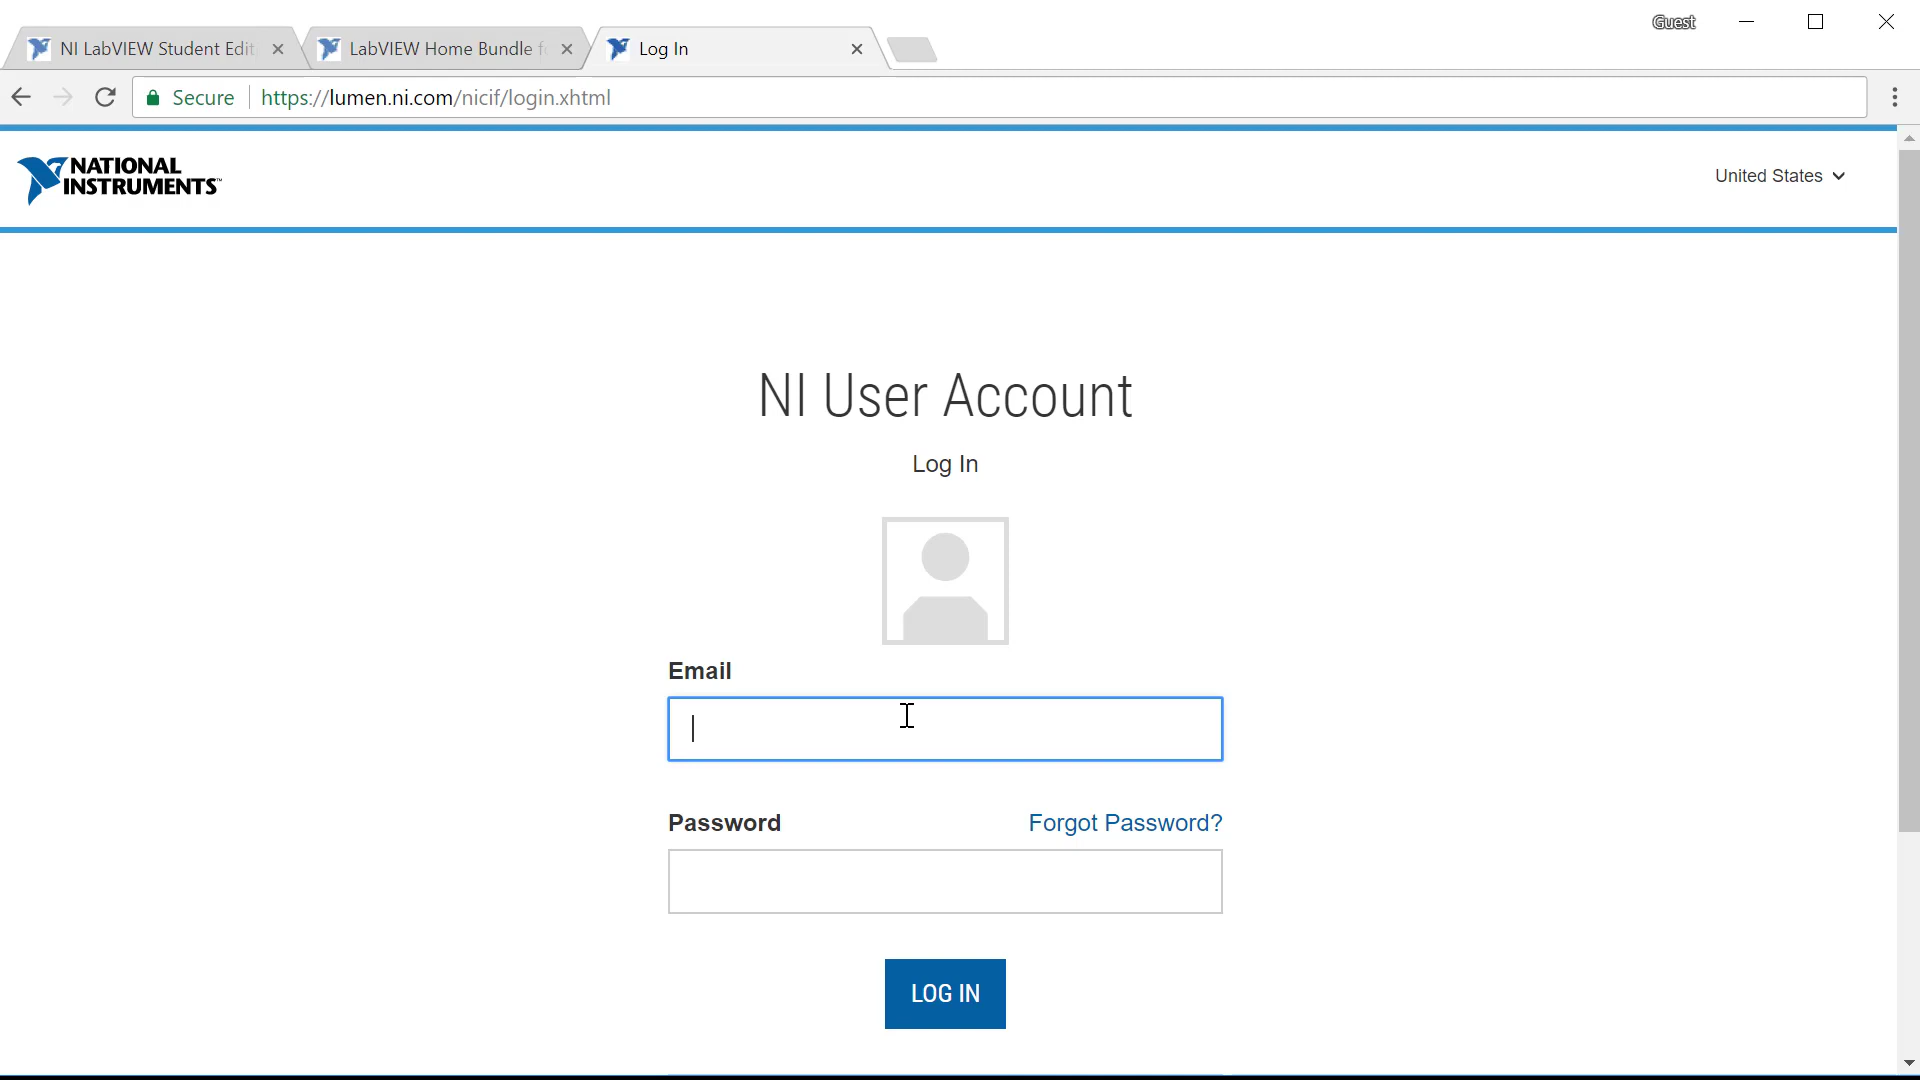 Guest
NI LabVIEW Student Edit
LabVIEW Home Bundle f
Log In
Secure
https://lumen.ni.com/nicif/login.xhtml
NATIONAL
INSTRUMENTS™
United States
NI User Account
Log In
Email
Password
Forgot Password?
LOG IN